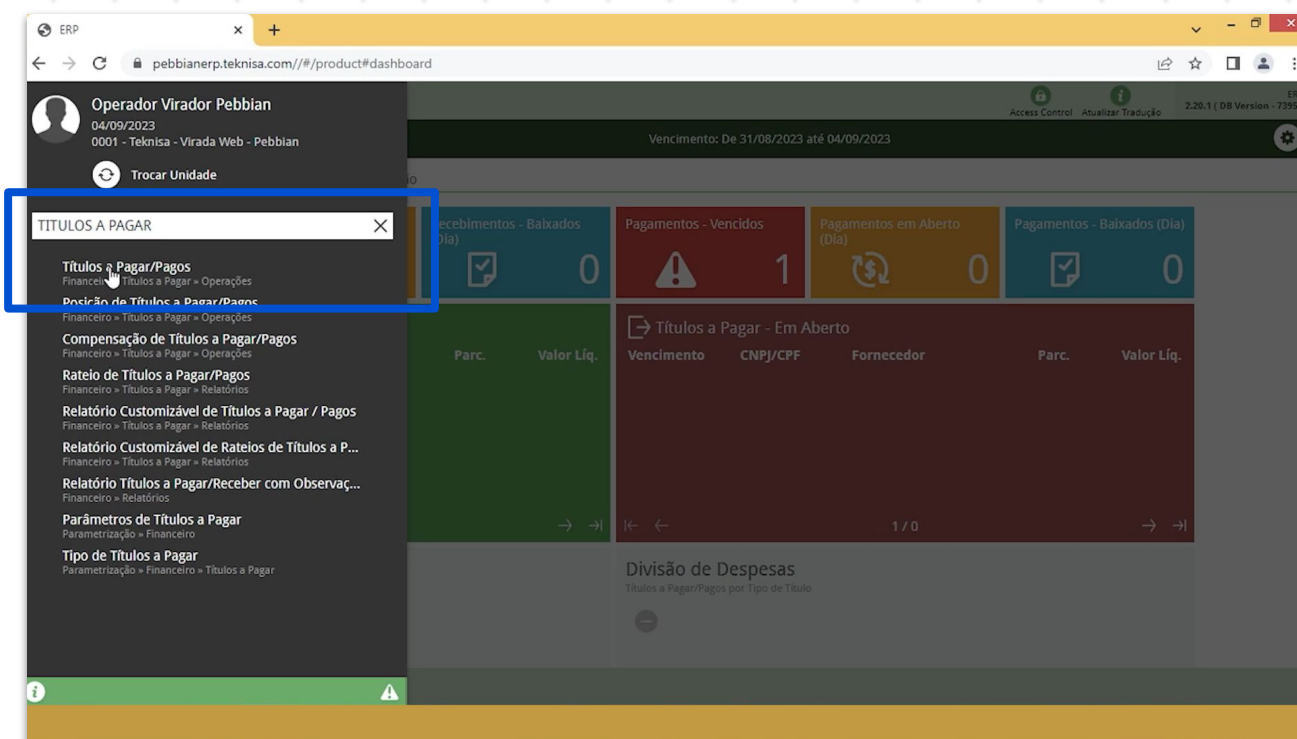 ERP
pebbianerp.teknisa.com//#/product#dashboard
Operador Virador Pebbian
04/09/2023
0001 - Teknisa - Virada Web - Pebbian
Trocar Unidade
Access Control
Atualizar Tradução
2.20.1 ( DB Version - 7395
Vencimento: De 31/08/2023 até 04/09/2023
TITULOS A PAGAR
Títulos a Pagar/Pagos
Títulos a Pagar » Operações
Posição de Títulos a Pagar/Pagos
Financeiro » Títulos a Pagar » Operações
Compensação de Títulos a Pagar/Pagos
Financeiro » Títulos a Pagar » Operações
Rateio de Títulos a Pagar/Pagos
Financeiro » Títulos a Pagar » Relatórios
Relatório Customizável de Títulos a Pagar / Pagos
Financeiro » Títulos a Pagar » Relatórios
Relatório Customizável de Rateios de Títulos a P...
Financeiro » Títulos a Pagar » Relatórios
Relatório Títulos a Pagar/Receber com Observaç...
Financeiro » Relatórios
Parâmetros de Títulos a Pagar
Parametrização » Financeiro
Tipo de Títulos a Pagar
Parametrização » Financeiro » Títulos a Pagar
ecebimentos - Baixados
Dia)
0
Pagamentos - Vencidos
1
Pagamentos em Aberto
(Dia)
0
Pagamentos - Baixados (Dia)
0
Parc. Valor Líq.
Títulos a Pagar - Em Aberto
Vencimento CNPJ/CPF Fornecedor Parc. Valor Líq.
1 / 0
Divisão de Despesas
Títulos a Pagar/Pagos por Tipo de Título